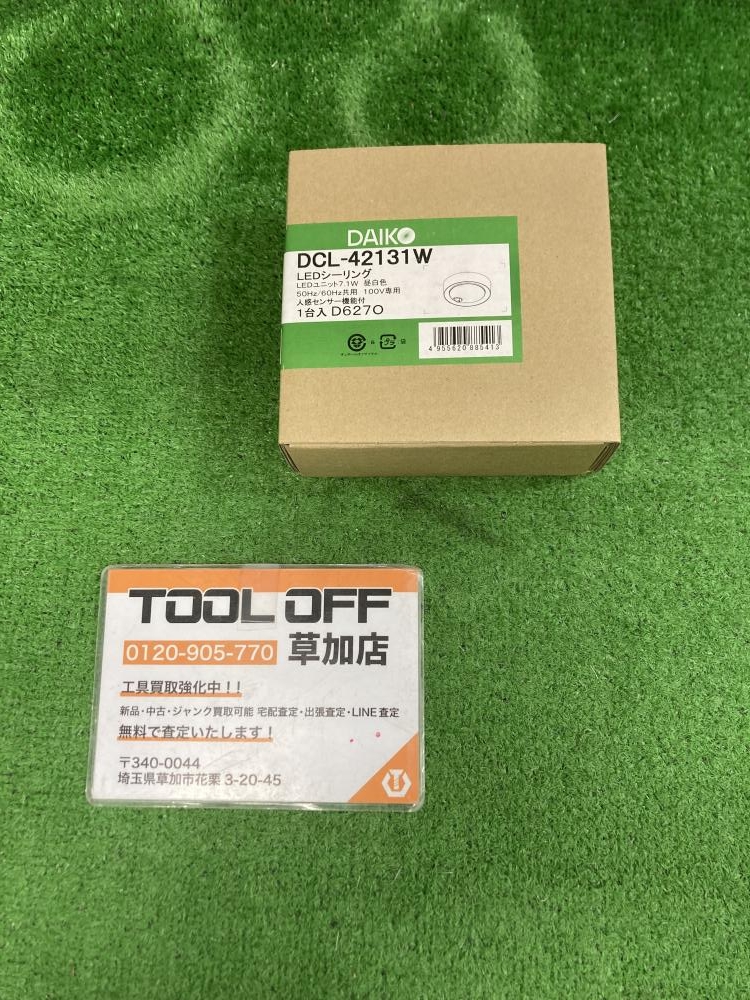 DAIKO
DCL-42131W
LEDシーリング
LEDユニット7.1W 昼白色
50Hz/60Hz共用 100V専用
人感センサー機能付
1台入 D6270
4 955620 885413
TOOL OFF
0120-905-770 草加店
工具買取強化中!!
新品・中古・ジャンク買取可能 宅配査定・出張査定・LINE査定
無料で査定いたします!
〒340-0044
埼玉県草加市花栗3-20-45